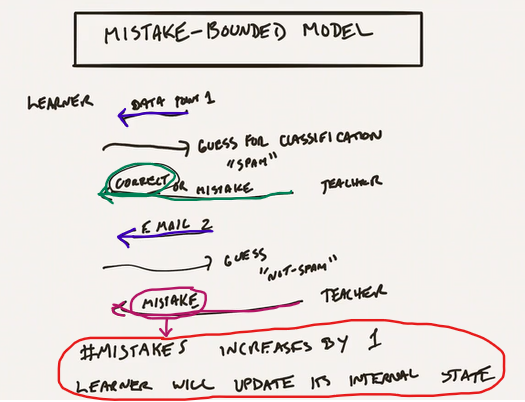 MISTAKE-BOUNDED MODEL
LEARNER DATA POINT 1
GUESS FOR CLASSIFICATION
"SPAM"
CORRECT OR MISTAKE TEACHER
EMAIL 2
GUESS
"NOT-SPAM"
MISTAKE TEACHER
#MISTAKES INCREASES BY 1
LEARNER WILL UPDATE ITS INTERNAL STATE